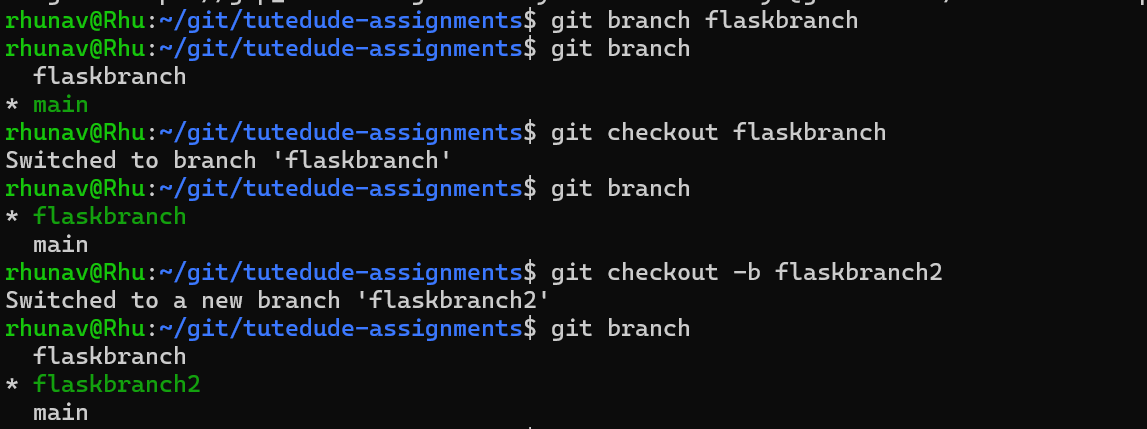 rhunav@Rhu:~/git/tutedude-assignments$ git branch flaskbranch
rhunav@Rhu:~/git/tutedude-assignments$ git branch
  flaskbranch
* main
rhunav@Rhu:~/git/tutedude-assignments$ git checkout flaskbranch
Switched to branch 'flaskbranch'
rhunav@Rhu:~/git/tutedude-assignments$ git branch
* flaskbranch
  main
rhunav@Rhu:~/git/tutedude-assignments$ git checkout -b flaskbranch2
Switched to a new branch 'flaskbranch2'
rhunav@Rhu:~/git/tutedude-assignments$ git branch
  flaskbranch
* flaskbranch2
  main